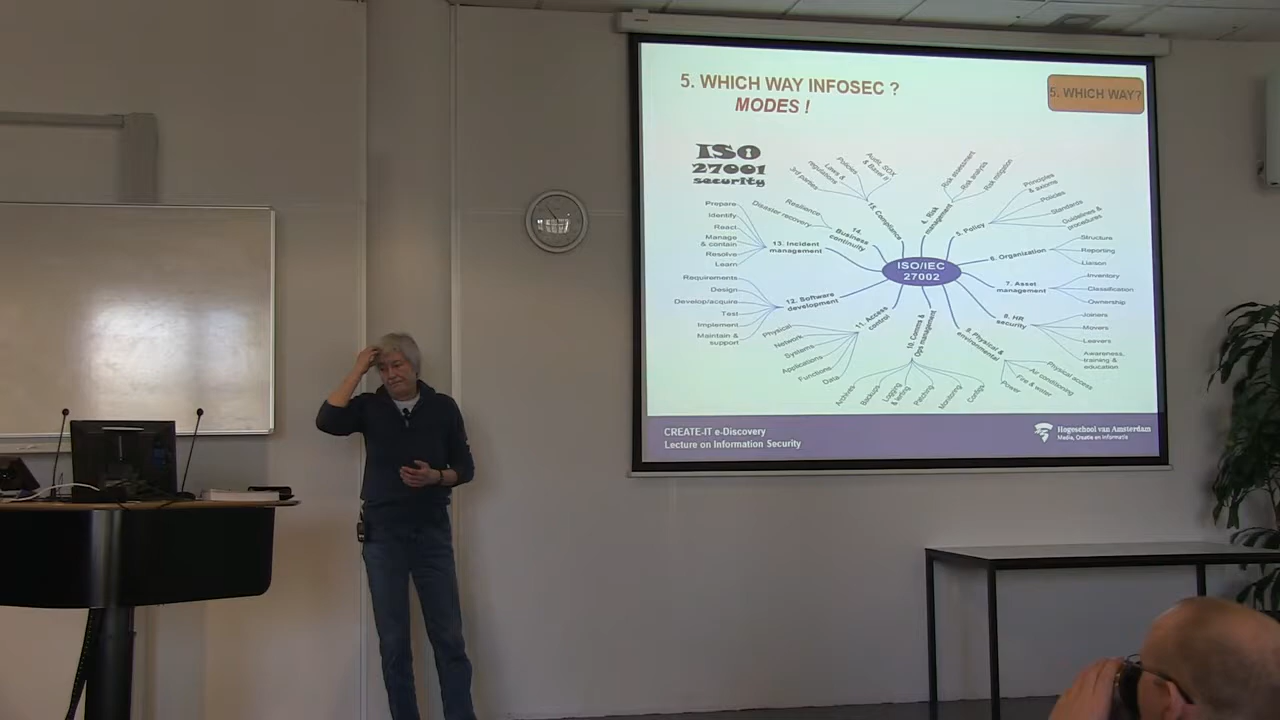 5. WHICH WAY INFOSEC ?
MODES !
5. WHICH WAY?
ISO
27001
security
ISO/IEC
27002
4. Risk
management
Risk assessment
Risk analysis
Risk mitigation
5. Policy
Principles
& axioms
Policies
Standards
Guidelines &
procedures
6. Organization
Structure
Reporting
Liaison
7. Asset
management
Inventory
Classification
Ownership
8. HR
security
Joiners
Movers
Leavers
Awareness,
training &
education
9. Physical &
environmental
Physical access
Air conditioning
Fire & water
Power
10. Comms &
Ops management
Config
Monitoring
Patching
Logging
Backups
Archives
11. Access
control
Physical
Network
Systems
Applications
Functions
Data
12. Software
development
Requirements
Design
Develop/acquire
Test
Implement
Maintain &
support
13. Incident
management
Prepare
Identify
React
Manage
& contain
Resolve
Learn
14.
Business
continuity
Resilience
Disaster recovery
15. Compliance
3rd parties
Laws &
regulations
Policies
Audit, SOX
& Basel II
CREATE-IT e-Discovery
Lecture on Information Security
Hogeschool van Amsterdam
Media, Creatie en Informatie